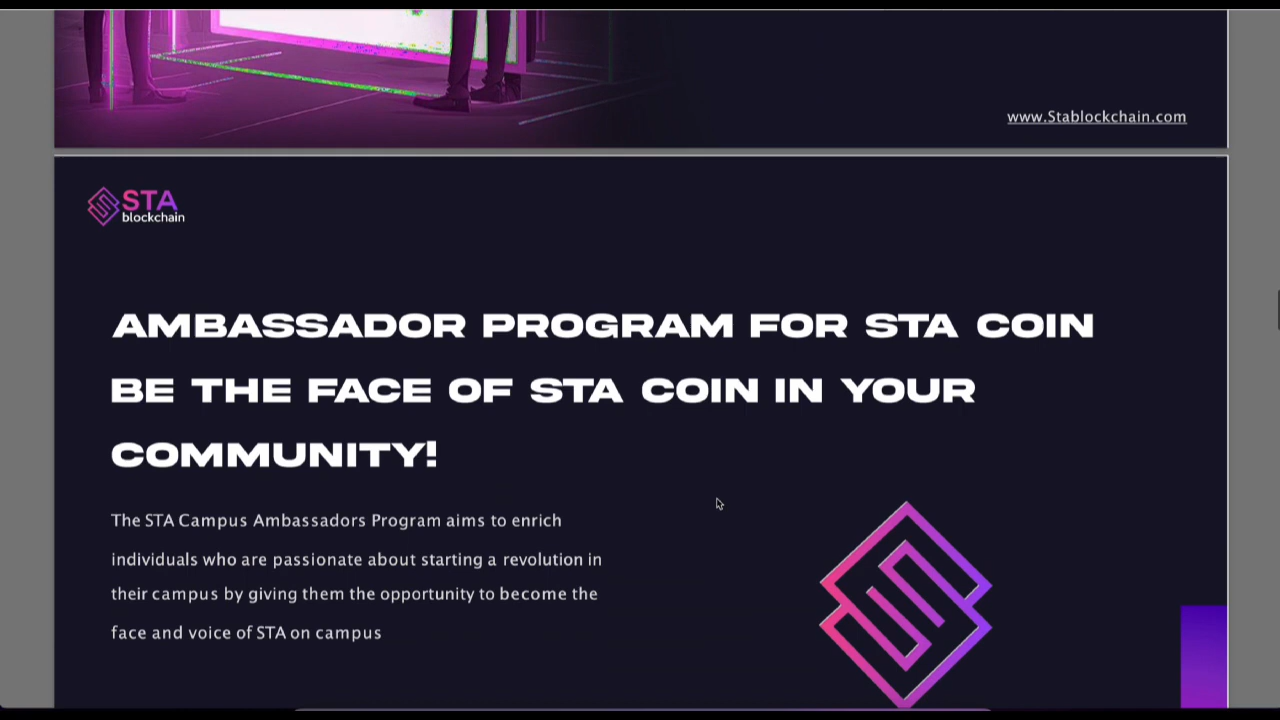 www.Stablockchain.com
STA
blockchain
AMBASSADOR PROGRAM FOR STA COIN
BE THE FACE OF STA COIN IN YOUR
COMMUNITY!
The STA Campus Ambassadors Program aims to enrich
individuals who are passionate about starting a revolution in
their campus by giving them the opportunity to become the
face and voice of STA on campus